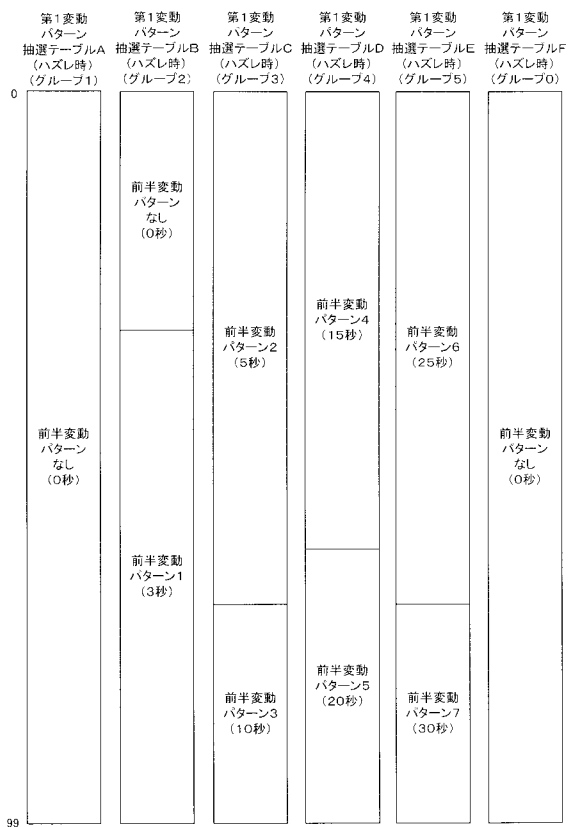 第1変動
パターン
抽選テーブルA
(ハズレ時)
(グループ1)
第1変動
パターン
抽選テーブルB
(ハズレ時)
(グループ2)
第1変動
パターン
抽選テーブルC
(ハズレ時)
(グループ3)
第1変動
パターン
抽選テーブルD
(ハズレ時)
(グループ4)
第1変動
パターン
抽選テーブルE
(ハズレ時)
(グループ5)
第1変動
パターン
抽選テーブルF
(ハズレ時)
(グループ0)
0
前半変動
パターン
なし
(0秒)
前半変動
パターン
なし
(0秒)
前半変動
パターン1
(3秒)
前半変動
パターン2
(5秒)
前半変動
パターン3
(10秒)
前半変動
パターン4
(15秒)
前半変動
パターン5
(20秒)
前半変動
パターン6
(25秒)
前半変動
パターン7
(30秒)
前半変動
パターン
なし
(0秒)
99